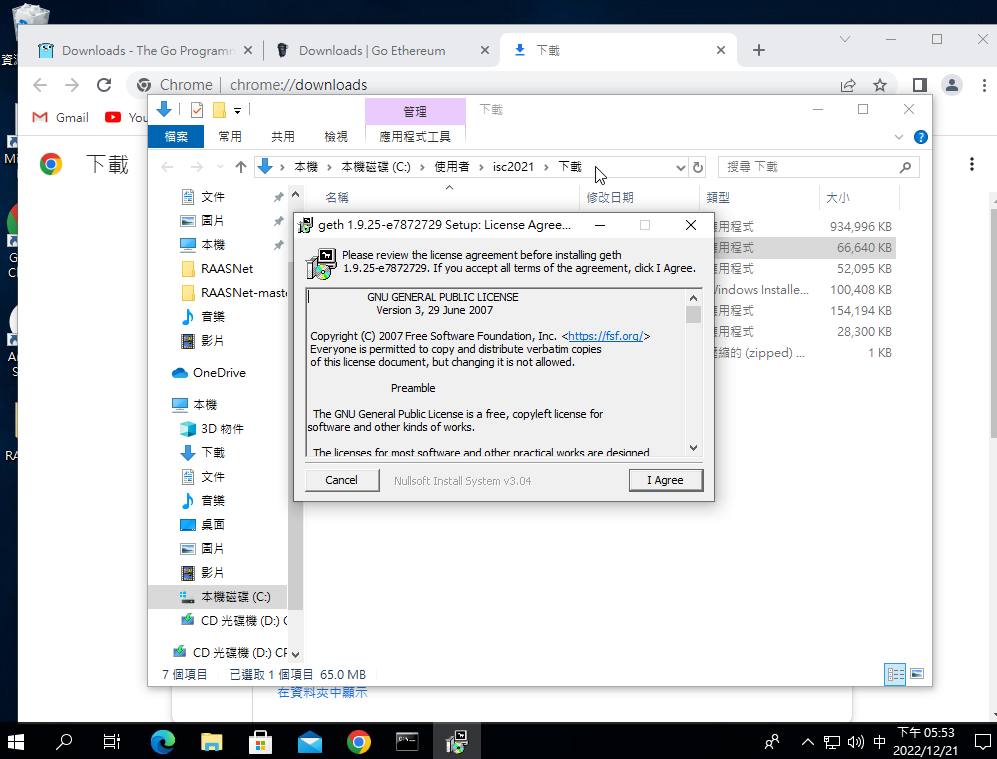 資
Downloads - The Go Programm
Downloads | Go Ethereum
下載
Chrome | chrome://downloads
Gmail
You
管理
下載
檔案
常用
共用
檢視
應用程式工具
下載
本機 › 本機磁碟 (C:) › 使用者 › isc2021 › 下載
搜尋 下載
文件
圖片
本機
RAASNet
RAASNet-maste
音樂
影片
OneDrive
本機
3D 物件
下載
文件
音樂
桌面
圖片
影片
本機磁碟 (C:)
CD 光碟機 (D:) C
CD 光碟機 (D:) CP
名稱
修改日期
類型
大小
應用程式
934,996 KB
應用程式
66,640 KB
應用程式
52,095 KB
Windows Installe...
100,408 KB
應用程式
154,194 KB
應用程式
28,300 KB
壓縮的 (zipped) ...
1 KB
geth 1.9.25-e7872729 Setup: License Agree...
Please review the license agreement before installing geth
1.9.25-e7872729. If you accept all terms of the agreement, click I Agree.
GNU GENERAL PUBLIC LICENSE
Version 3, 29 June 2007
Copyright (C) 2007 Free Software Foundation, Inc. <https://fsf.org/>
Everyone is permitted to copy and distribute verbatim copies
of this license document, but changing it is not allowed.
Preamble
The GNU General Public License is a free, copyleft license for
software and other kinds of works.
The licenses for most software and other practical works are designed
Cancel
Nullsoft Install System v3.04
I Agree
7 個項目
已選取 1 個項目 65.0 MB
在資料夾中顯示
Mi
G
C
A
S
RA
中
下午 05:53
2022/12/21